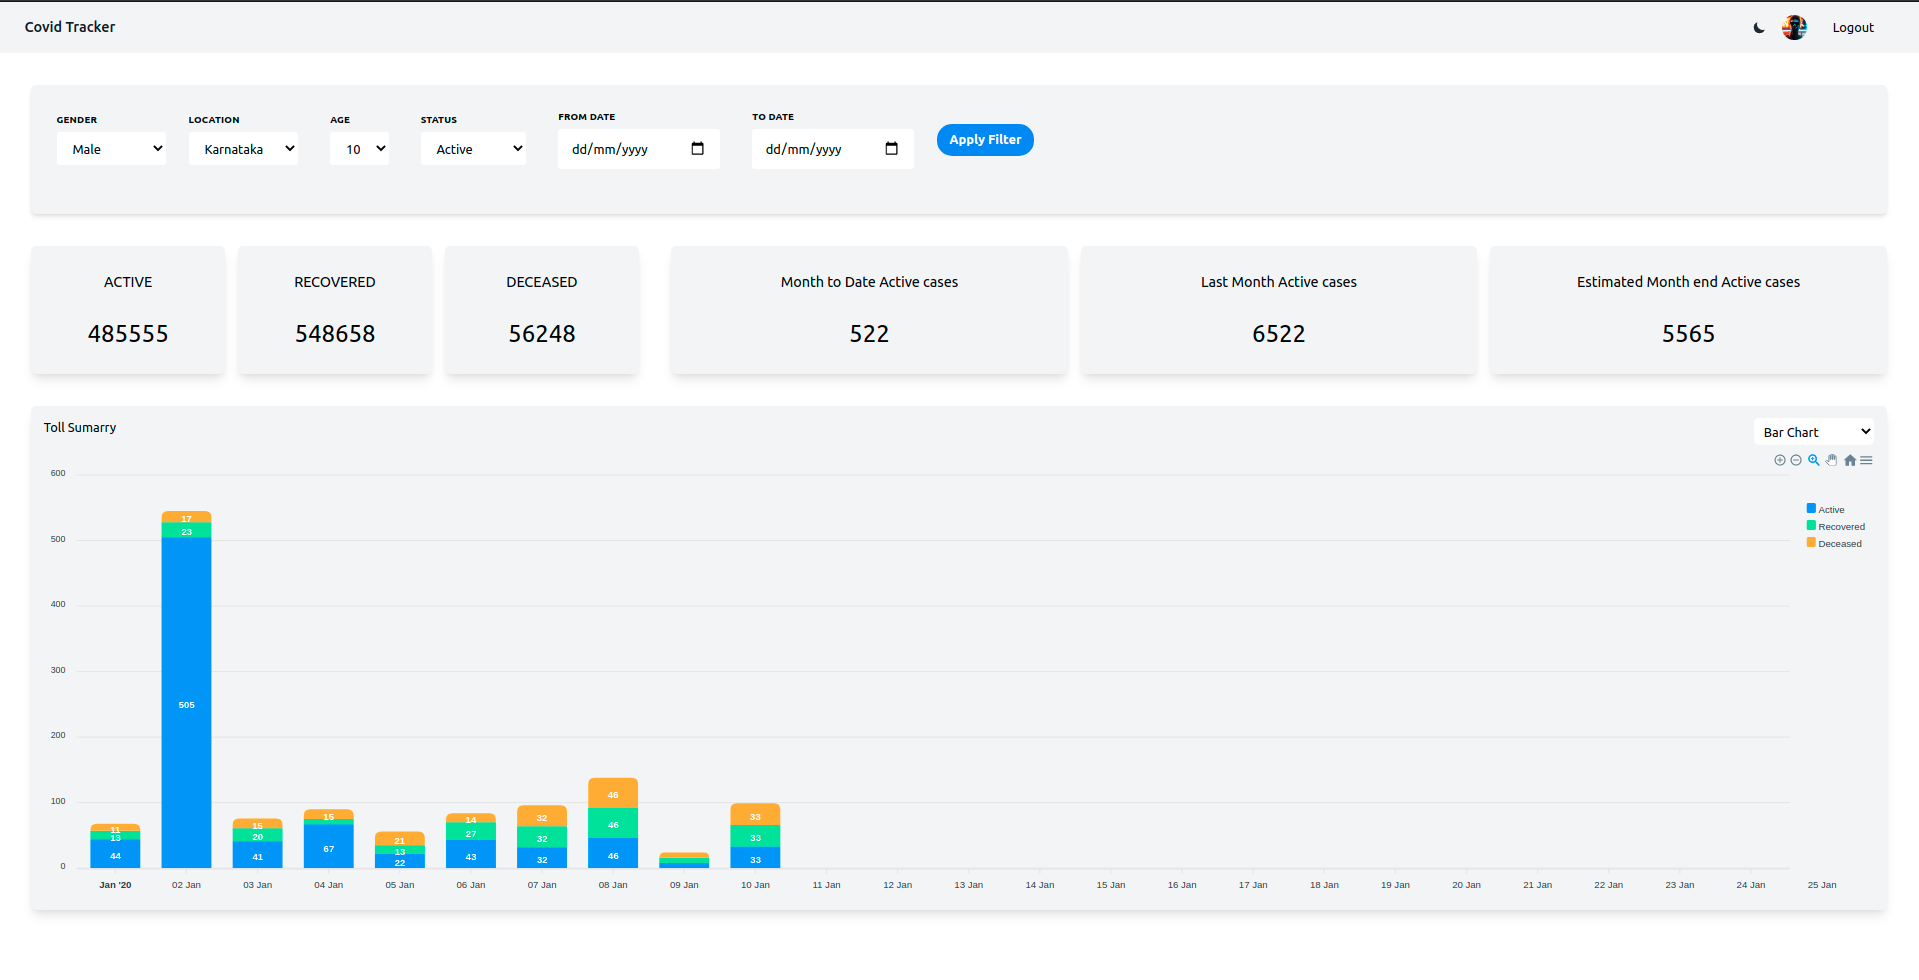 Covid Tracker
Logout
GENDER LOCATION AGE STATUS FROM DATE TO DATE
Male Karnataka 10 Active dd/mm/yyyy dd/mm/yyyy Apply Filter
ACTIVE RECOVERED DECEASED Month to Date Active cases Last Month Active cases Estimated Month end Active cases
485555 548658 56248 522 6522 5565
Toll Sumarry
Bar Chart
600
500
400
300
200
100
0
Active
Recovered
Deceased
11
13
44
17
23
505
15
20
41
15
67
21
13
22
14
27
43
32
32
32
46
46
46
33
33
33
Jan '20 02 Jan 03 Jan 04 Jan 05 Jan 06 Jan 07 Jan 08 Jan 09 Jan 10 Jan 11 Jan 12 Jan 13 Jan 14 Jan 15 Jan 16 Jan 17 Jan 18 Jan 19 Jan 20 Jan 21 Jan 22 Jan 23 Jan 24 Jan 25 Jan